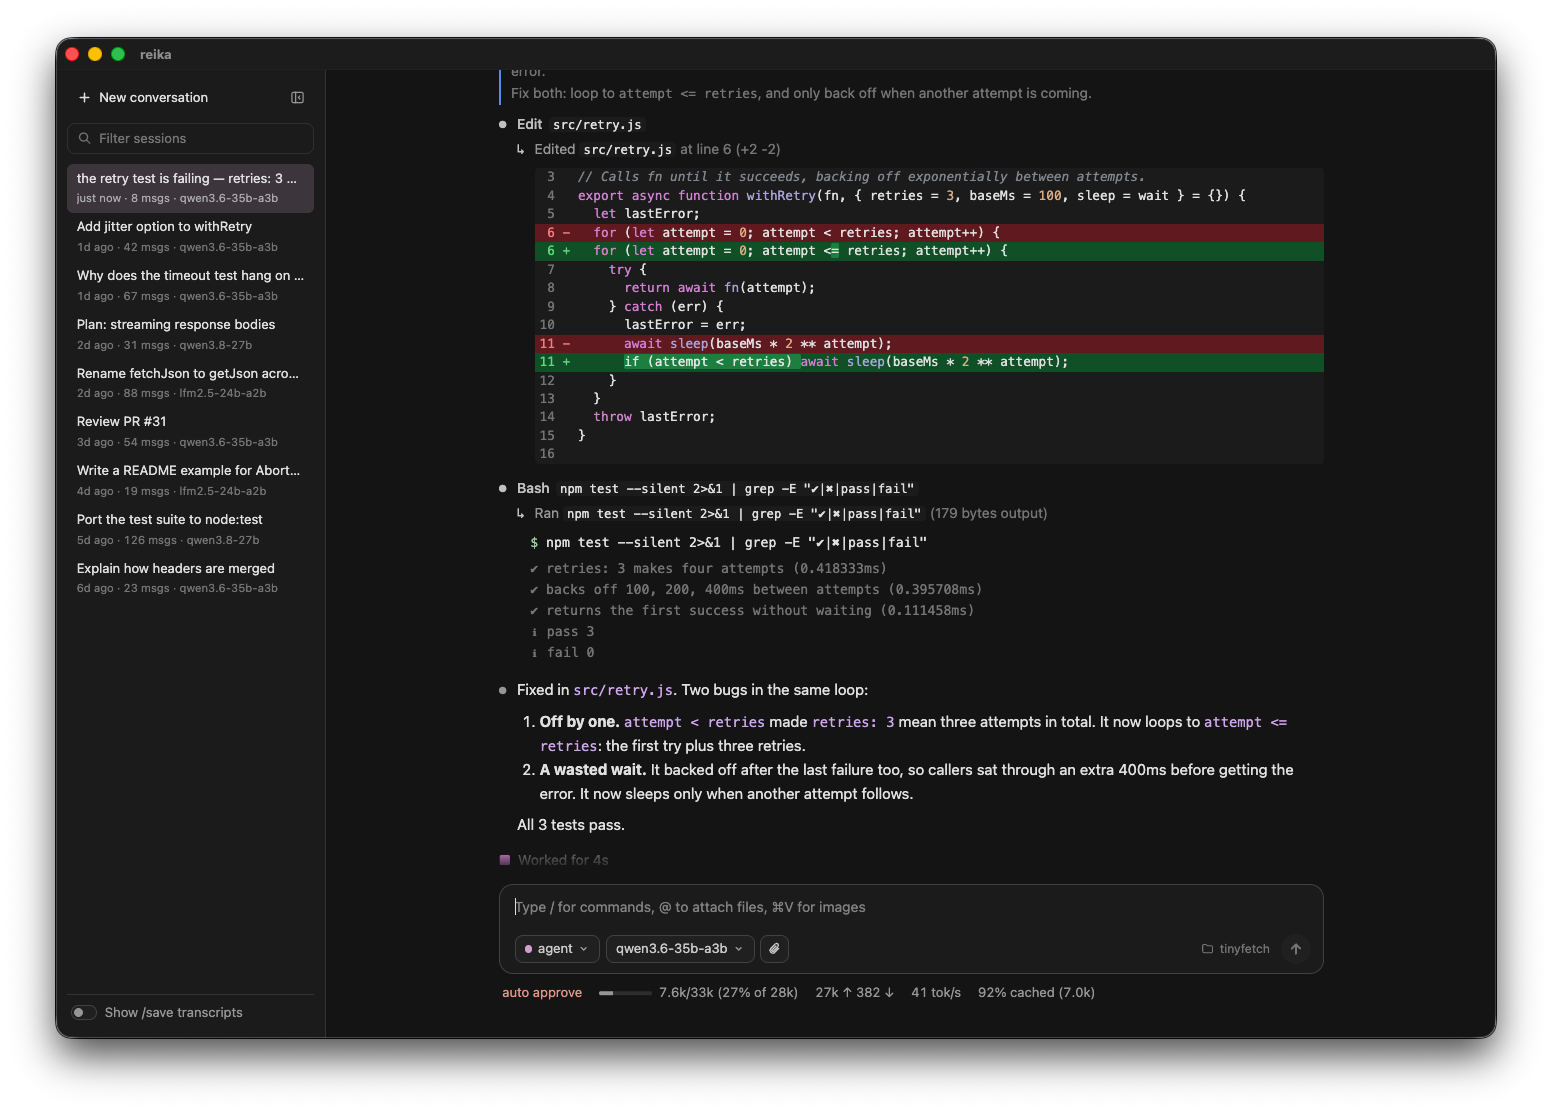 reika
New conversation
Filter sessions
the retry test is failing — retries: 3 ...
just now · 8 msgs · qwen3.6-35b-a3b
Add jitter option to withRetry
1d ago · 42 msgs · qwen3.6-35b-a3b
Why does the timeout test hang on ...
1d ago · 67 msgs · qwen3.6-35b-a3b
Plan: streaming response bodies
2d ago · 31 msgs · qwen3.8-27b
Rename fetchJson to getJson acro...
2d ago · 88 msgs · lfm2.5-24b-a2b
Review PR #31
3d ago · 54 msgs · qwen3.6-35b-a3b
Write a README example for Abort...
4d ago · 19 msgs · lfm2.5-24b-a2b
Port the test suite to node:test
5d ago · 126 msgs · qwen3.8-27b
Explain how headers are merged
6d ago · 23 msgs · qwen3.6-35b-a3b
Show /save transcripts
error.
Fix both: loop to attempt <= retries, and only back off when another attempt is coming.
Edit src/retry.js
↳ Edited src/retry.js at line 6 (+2 -2)
3 // Calls fn until it succeeds, backing off exponentially between attempts.
4 export async function withRetry(fn, { retries = 3, baseMs = 100, sleep = wait } = {}) {
5 let lastError;
6 − for (let attempt = 0; attempt < retries; attempt++) {
6 + for (let attempt = 0; attempt <= retries; attempt++) {
7 try {
8 return await fn(attempt);
9 } catch (err) {
10 lastError = err;
11 − await sleep(baseMs * 2 ** attempt);
11 + if (attempt < retries) await sleep(baseMs * 2 ** attempt);
12 }
13 }
14 throw lastError;
15 }
16
Bash npm test --silent 2>&1 | grep -E "✔|✖|pass|fail"
↳ Ran npm test --silent 2>&1 | grep -E "✔|✖|pass|fail" (179 bytes output)
$ npm test --silent 2>&1 | grep -E "✔|✖|pass|fail"
✔ retries: 3 makes four attempts (0.418333ms)
✔ backs off 100, 200, 400ms between attempts (0.395708ms)
✔ returns the first success without waiting (0.111458ms)
ℹ pass 3
ℹ fail 0
Fixed in src/retry.js. Two bugs in the same loop:
1. Off by one. attempt < retries made retries: 3 mean three attempts in total. It now loops to attempt <=
retries: the first try plus three retries.
2. A wasted wait. It backed off after the last failure too, so callers sat through an extra 400ms before getting the
error. It now sleeps only when another attempt follows.
All 3 tests pass.
Worked for 4s
Type / for commands, @ to attach files, ⌘V for images
agent
qwen3.6-35b-a3b
tinyfetch
auto approve
7.6k/33k (27% of 28k)
27k ↑ 382 ↓
41 tok/s
92% cached (7.0k)